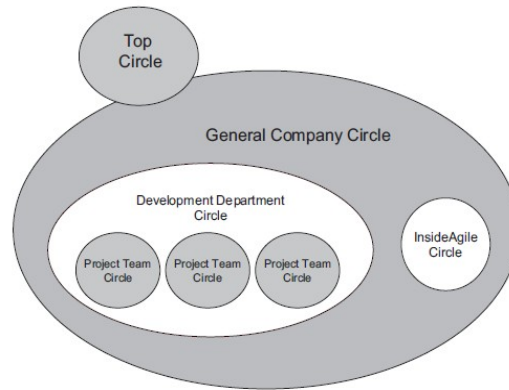 Top
Circle
General Company Circle
Development Department
Circle
InsideAgile
Circle
Project Team
Circle
Project Team
Circle
Project Team
Circle